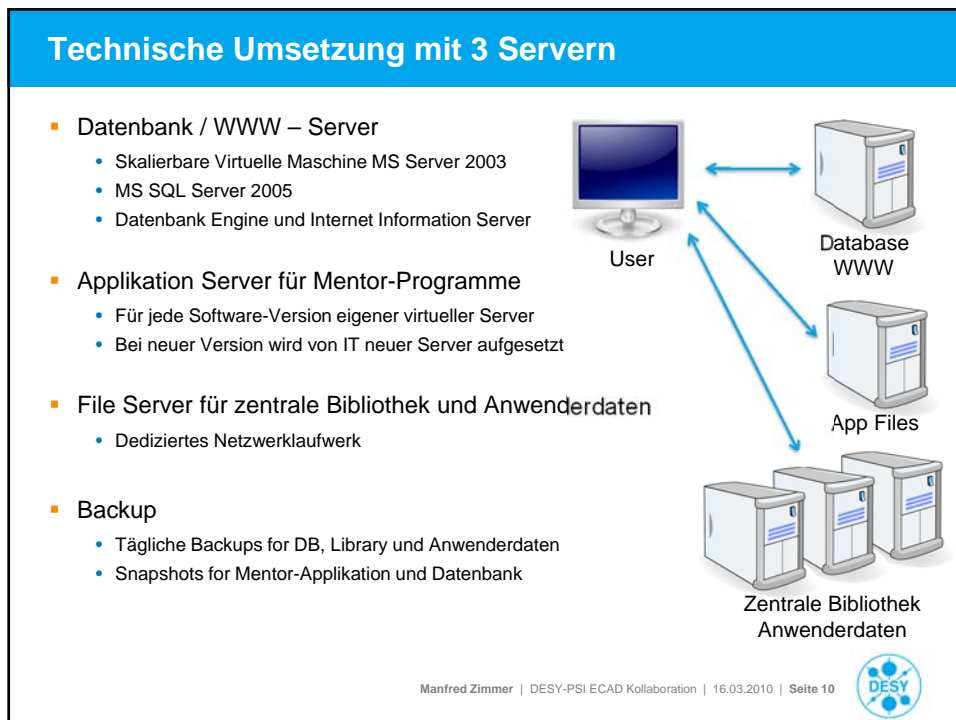 Technische Umsetzung mit 3 Servern
▪ Datenbank / WWW – Server
• Skalierbare Virtuelle Maschine MS Server 2003
• MS SQL Server 2005
• Datenbank Engine und Internet Information Server
▪ Applikation Server für Mentor-Programme
• Für jede Software-Version eigener virtueller Server
• Bei neuer Version wird von IT neuer Server aufgesetzt
▪ File Server für zentrale Bibliothek und Anwenderdaten
• Dediziertes Netzwerklaufwerk
▪ Backup
• Tägliche Backups for DB, Library und Anwenderdaten
• Snapshots for Mentor-Applikation und Datenbank
User
Database
WWW
App Files
Zentrale Bibliothek
Anwenderdaten
Manfred Zimmer | DESY-PSI ECAD Kollaboration | 16.03.2010 | Seite 10
DESY